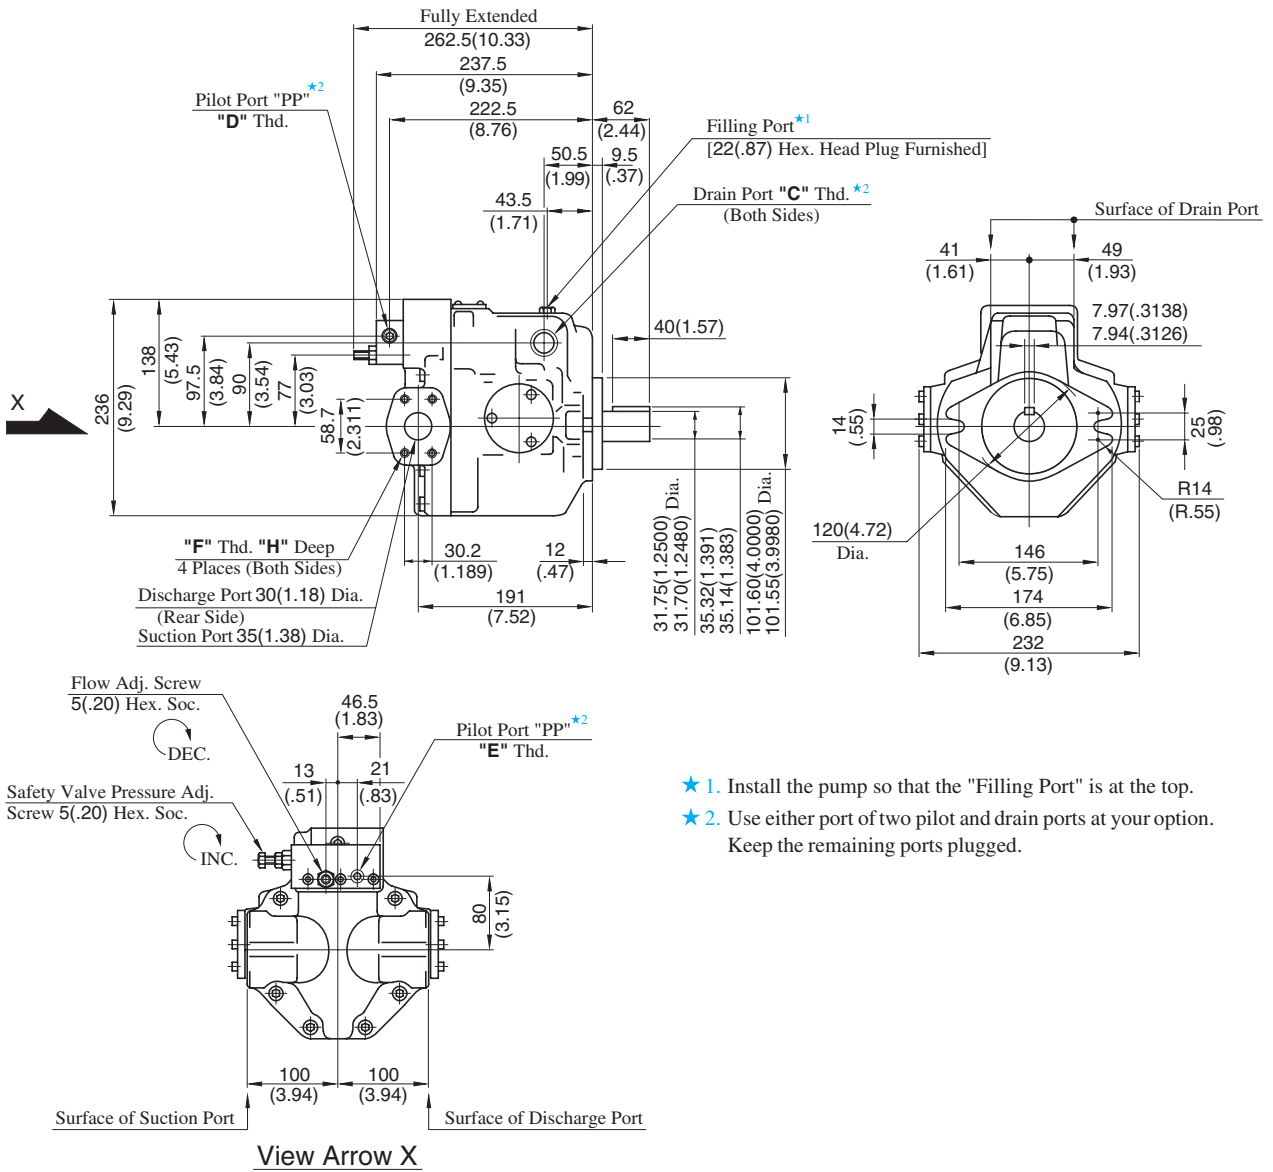 Fully Extended
262.5(10.33)
237.5
(9.35)
222.5
(8.76)
62
(2.44)
Pilot Port "PP"★2
"D" Thd.
Filling Port★1
[22(.87) Hex. Head Plug Furnished]
50.5
(1.99)
9.5
(.37)
43.5
(1.71)
Drain Port "C" Thd.★2
(Both Sides)
40(1.57)
X
236
(9.29)
138
(5.43)
97.5
(3.84)
90
(3.54)
77
(3.03)
58.7
(2.311)
"F" Thd. "H" Deep
4 Places (Both Sides)
Discharge Port 30(1.18) Dia.
(Rear Side)
Suction Port 35(1.38) Dia.
30.2
(1.189)
12
(.47)
191
(7.52)
31.75(1.2500) Dia.
31.70(1.2480)
35.32(1.391)
35.14(1.383)
101.60(4.0000) Dia.
101.55(3.9980)
Surface of Drain Port
41
(1.61)
49
(1.93)
7.97(.3138)
7.94(.3126)
14
(.55)
25
(.98)
R14
(R.55)
120(4.72)
Dia.
146
(5.75)
174
(6.85)
232
(9.13)
Flow Adj. Screw
5(.20) Hex. Soc.
DEC.
46.5
(1.83)
Pilot Port "PP"★2
"E" Thd.
13
(.51)
21
(.83)
Safety Valve Pressure Adj.
Screw 5(.20) Hex. Soc.
INC.
80
(3.15)
100
(3.94)
100
(3.94)
Surface of Suction Port
Surface of Discharge Port
View Arrow X
★ 1. Install the pump so that the "Filling Port" is at the top.
★ 2. Use either port of two pilot and drain ports at your option.
Keep the remaining ports plugged.